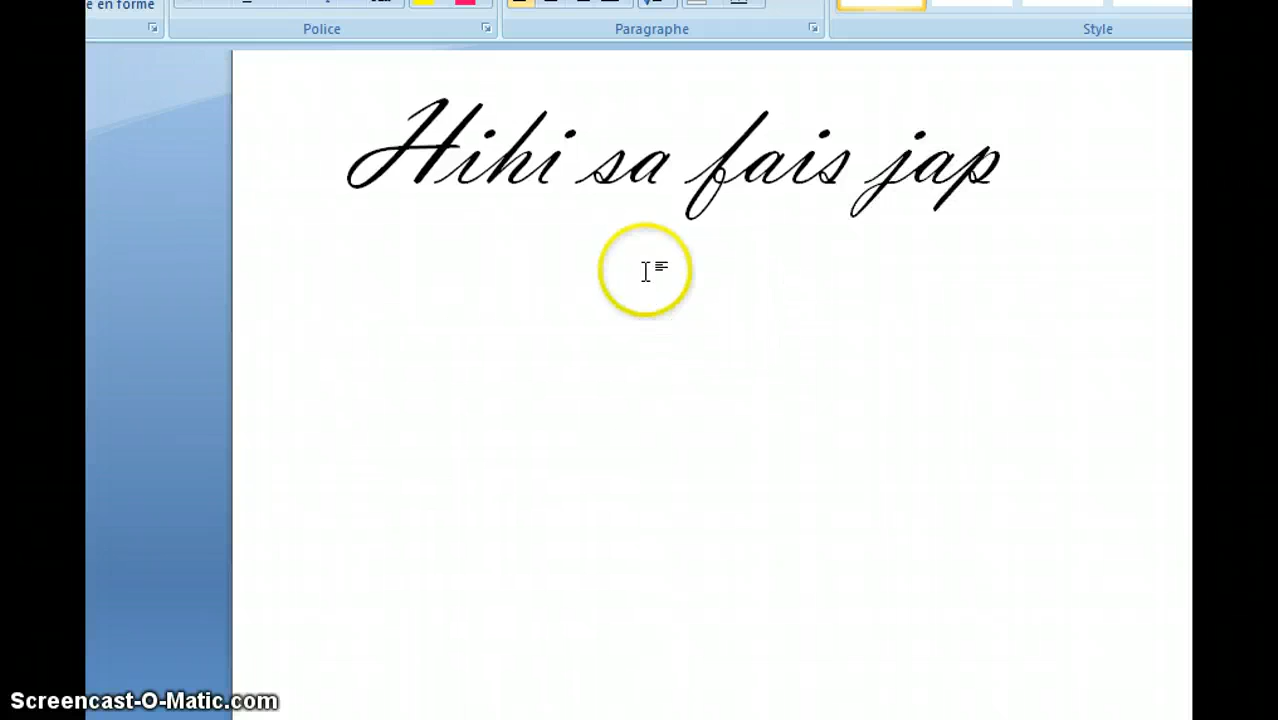 e en forme
Police
Paragraphe
Style
Hihi sa fais jap
Screencast-O-Matic.com